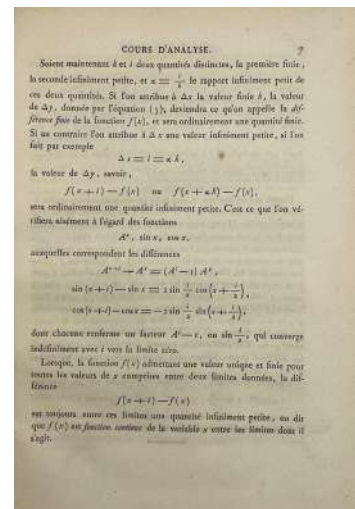 COURS D'ANALYSE. 7
Soient maintenant h et i deux quantités distinctes, la première finie,
la seconde infiniment petite, et α = i/h le rapport infiniment petit de
ces deux quantités. Si l'on attribue à Δx la valeur finie h, la valeur
de Δy, donnée par l'équation (3), deviendra ce qu'on appelle la dif-
férence finie de la fonction f(x), et sera ordinairement une quantité finie.
Si au contraire l'on attribue à Δx une valeur infiniment petite, si l'on
fait par exemple
Δx = i = α h,
la valeur de Δy, savoir,
f(x + i) — f(x) ou f(x + α h) — f(x),
sera ordinairement une quantité infiniment petite. C'est ce que l'on vé-
rifiera aisément à l'égard des fonctions
Aˣ, sin x, cos x,
auxquelles correspondent les différences
Aˣ⁺ⁱ — Aˣ = (Aⁱ — 1) Aˣ,
sin (x + i) — sin x = 2 sin i/2 cos (x + i/2),
cos (x + i) — cos x = — 2 sin i/2 sin (x + i/2),
dont chacune renferme un facteur Aⁱ — 1, ou sin i/2, qui converge
indéfiniment avec i vers la limite zéro.
Lorsque, la fonction f(x) admettant une valeur unique et finie pour
toutes les valeurs de x comprises entre deux limites données, la dif-
férence
f(x + i) — f(x)
est toujours entre ces limites une quantité infiniment petite, on dit
que f(x) est fonction continue de la variable x entre les limites dont il
s'agit.